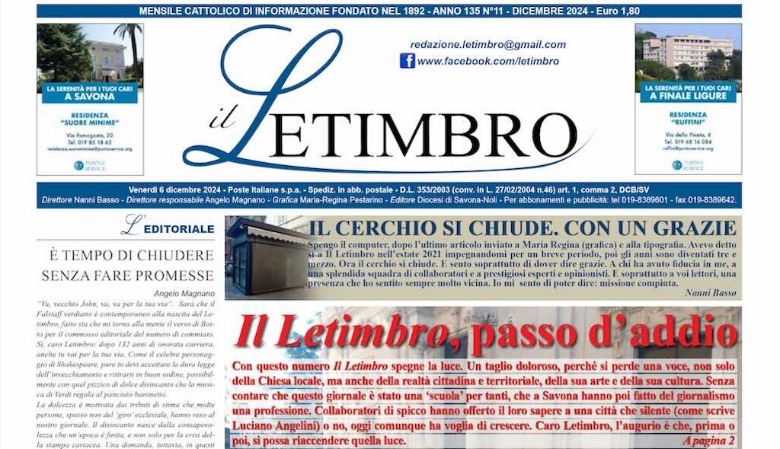 MENSILE CATTOLICO DI INFORMAZIONE FONDATO NEL 1892 - ANNO 135 N°11 - DICEMBRE 2024 - Euro 1,80
LA SERENITÀ PER I TUOI CARI
A SAVONA
RESIDENZA
"SUORE MINIME"
Via Famagosta, 20
Tel. 019 85 18 63
il LETIMBRO
redazione.letimbro@gmail.com
www.facebook.com/letimbro
LA SERENITÀ PER I TUOI CARI
A FINALE LIGURE
RESIDENZA
"RUFFINI"
Via della Pineta, 6
Tel. 019 68 16 084
Venerdì 6 dicembre 2024 - Poste Italiane s.p.a. - Spediz. in abb. postale - D.L. 353/2003 (conv. in L. 27/02/2004 n.46) art. 1, comma 2, DCB/SV
Direttore Nanni Basso - Direttore responsabile Angelo Magnano - Grafica Maria-Regina Pestarino - Editore Diocesi di Savona-Noli - Per abbonamenti e pubblicità: tel 019-8389601 - fax 019-8389642.
L'EDITORIALE
È TEMPO DI CHIUDERE
SENZA FARE PROMESSE
Angelo Magnano
"Va, vecchio John, va, va per la tua via". Sarà che il
Falstaff verdiano è contemporaneo alla nascita del Le-
timbro, fatto sta che mi torna alla mente il verso di Boi-
to per il commosso editoriale del numero di commiato
Sì, caro Letimbro: dopo 132 anni di onorata carriera,
anche tu vai per la tua via. Come il celebre personag-
gio di Shakespeare, pure tu devi accettare la dura legge
dell'invecchiamento e ritirarti in buon ordine, possibil-
mente con quel pizzico di dolce disincanto che la musi-
ca di Verdi regala al panciuto baronetto.
La dolcezza è motivata dai tributi di stima che molte
persone, spesso non del 'giro' ecclesiale, hanno reso al
nostro giornale. Il disincanto nasce dalla consapevo-
lezza che un'epoca è finita, e non solo per la crisi del-
la stampa cartacea. Una domanda, tuttavia, in questi
IL CERCHIO SI CHIUDE. CON UN GRAZIE
Spengo il computer, dopo l'ultimo articolo inviato a Maria Regina (grafica) e alla tipografia. Avevo detto
sì a Il Letimbro nell'estate 2021 impegnandomi per un breve periodo, poi gli anni sono diventati tre e
mezzo. Ora il cerchio si chiude. E sento soprattutto di dover dire grazie. A chi ha avuto fiducia in me, a
una splendida squadra di collaboratori e a prestigiosi esperti e opinionisti. E soprattutto a voi lettori, una
presenza che ho sentito sempre molto vicina. Io mi sento di poter dire: missione compiuta.
Nanni Basso
Il Letimbro, passo d'addio
Con questo numero Il Letimbro spegne la luce. Un taglio doloroso, perché si perde una voce, non solo
della Chiesa locale, ma anche della realtà cittadina e territoriale, della sua arte e della sua cultura. Senza
contare che questo giornale è stato una 'scuola' per tanti, che a Savona hanno poi fatto del giornalismo
una professione. Collaboratori di spicco hanno offerto il loro sapere a una città che silente (come scrive
Luciano Angelini) o no, oggi comunque ha voglia di crescere. Caro Letimbro, l'augurio è che, prima o
poi, si possa riaccendere quella luce.
A pagina 2